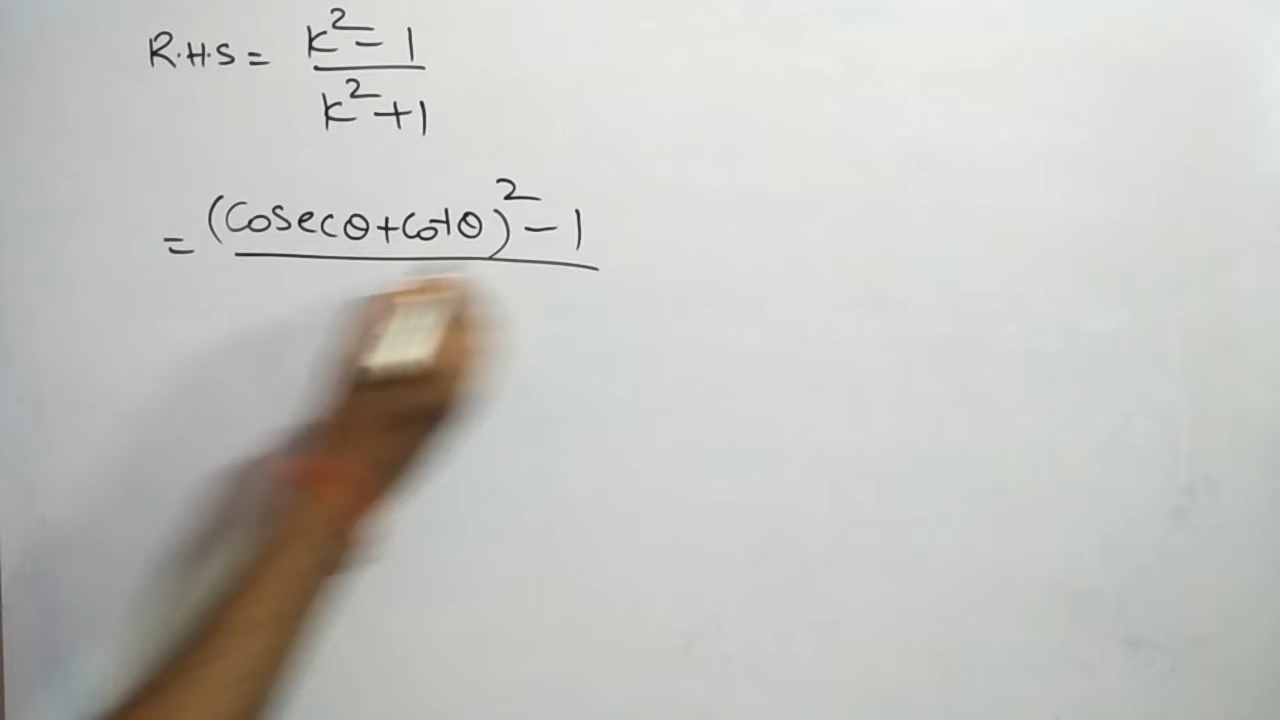 R.H.S = k² - 1
k² + 1
= (cosecθ + cotθ)² - 1